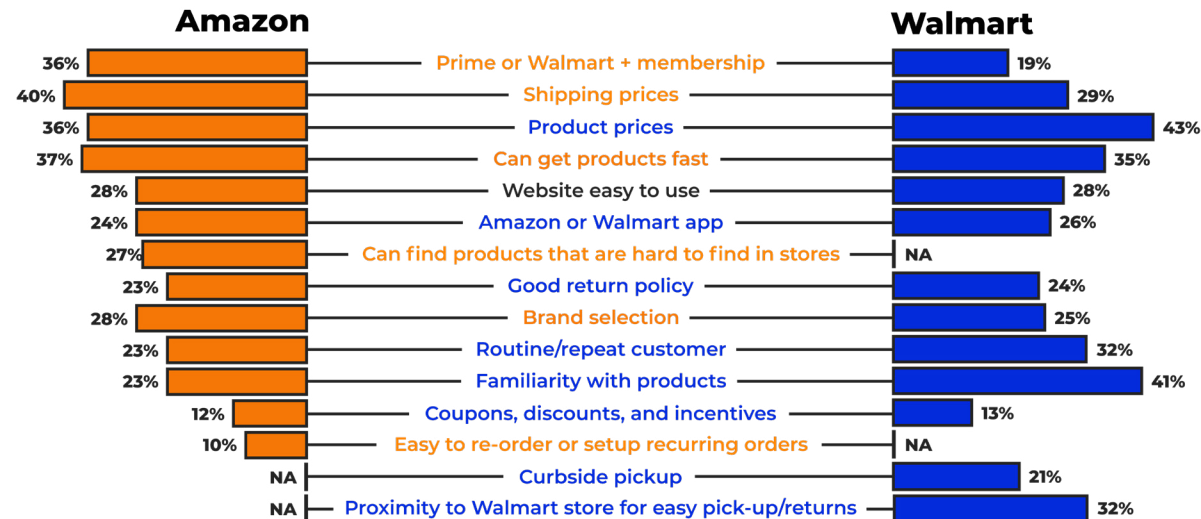 Amazon Walmart
36% Prime or Walmart + membership 19%
40% Shipping prices 29%
36% Product prices 43%
37% Can get products fast 35%
28% Website easy to use 28%
24% Amazon or Walmart app 26%
27% Can find products that are hard to find in stores NA
23% Good return policy 24%
28% Brand selection 25%
23% Routine/repeat customer 32%
23% Familiarity with products 41%
12% Coupons, discounts, and incentives 13%
10% Easy to re-order or setup recurring orders NA
NA Curbside pickup 21%
NA Proximity to Walmart store for easy pick-up/returns 32%